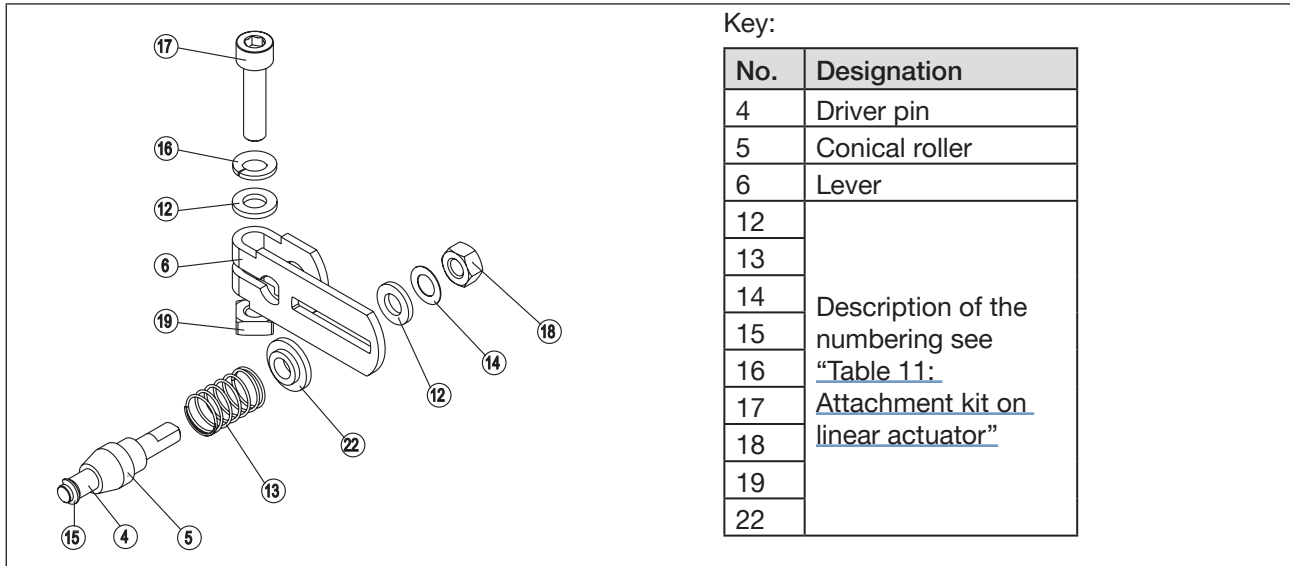 17
16
12
6
19
18
14
12
22
13
15 4 5
Key:
No. Designation
4 Driver pin
5 Conical roller
6 Lever
12
13
14
15
16
17
18
19
22
Description of the
numbering see
“Table 11:
Attachment kit on
linear actuator”